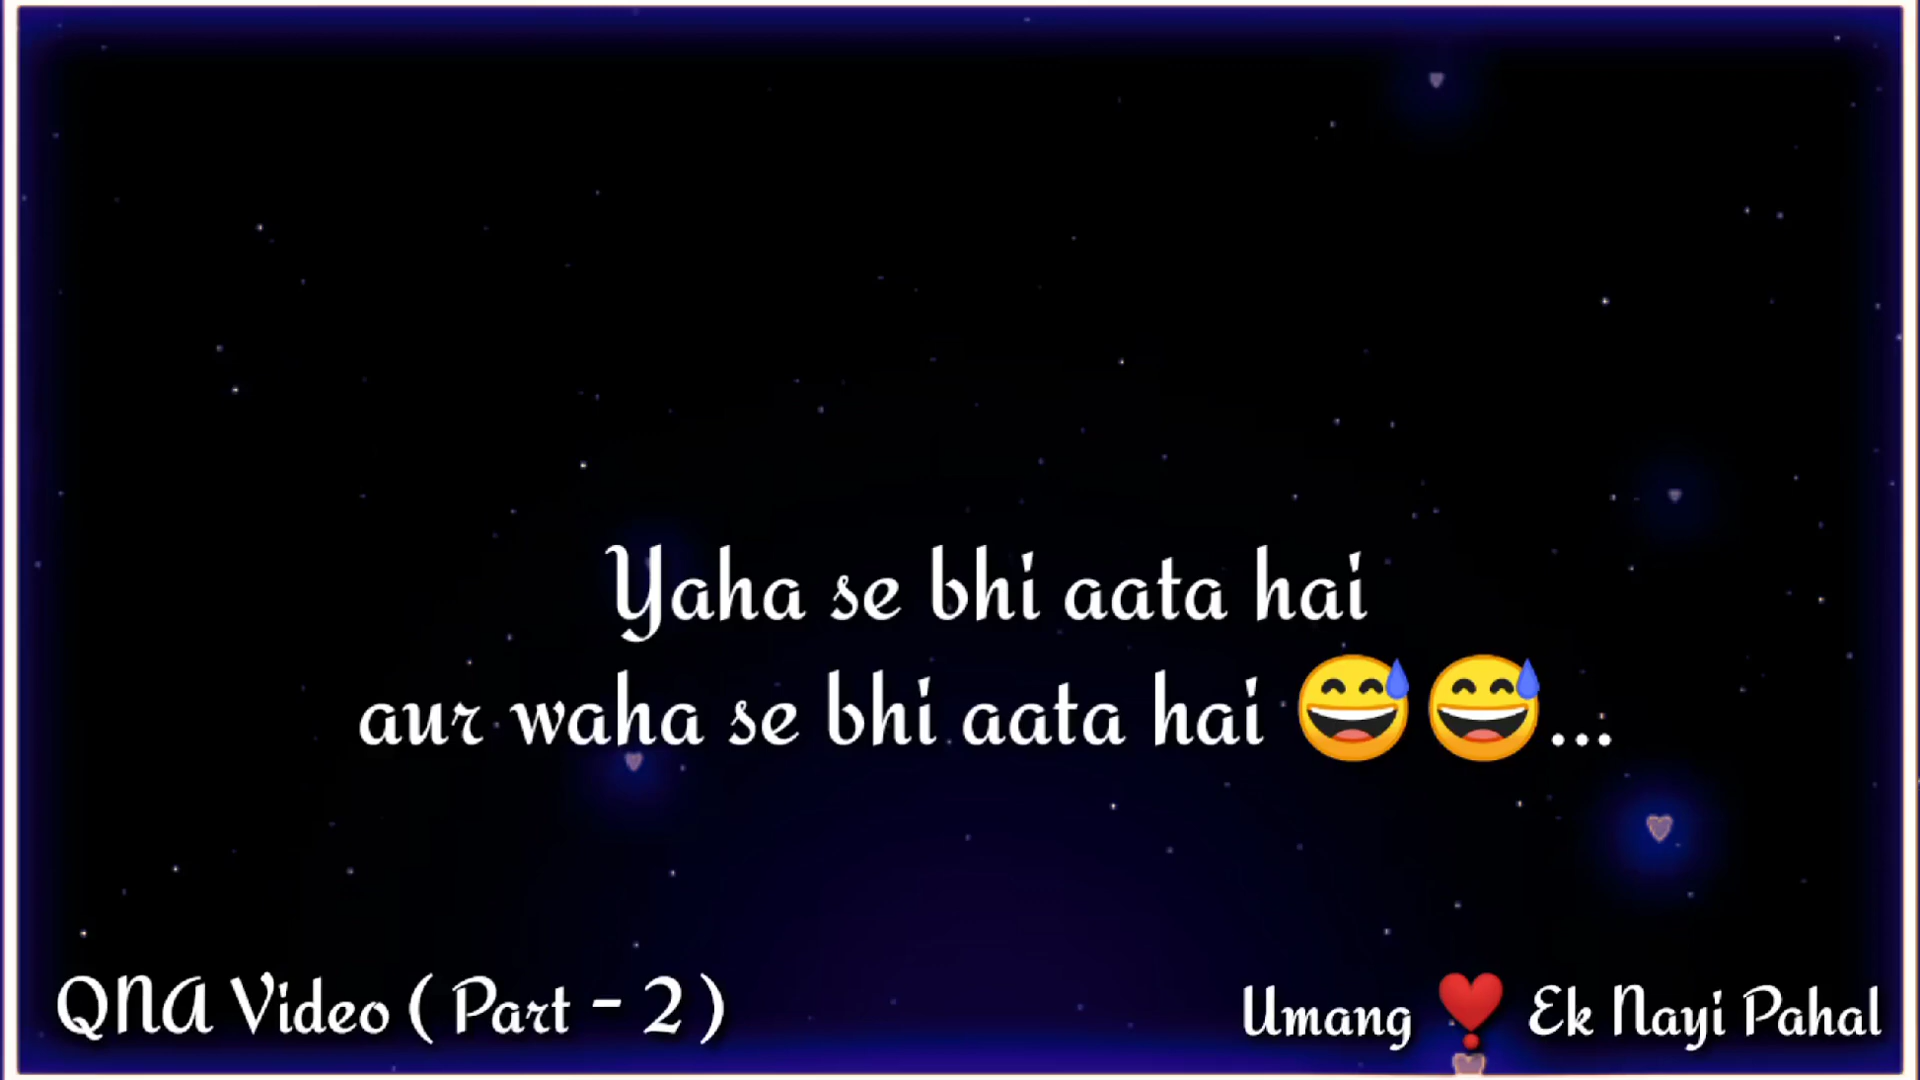 Yaha se bhi aata hai
aur waha se bhi aata hai 😅😅...
QNA Video ( Part - 2 )
Umang ❣️ Ek Nayi Pahal